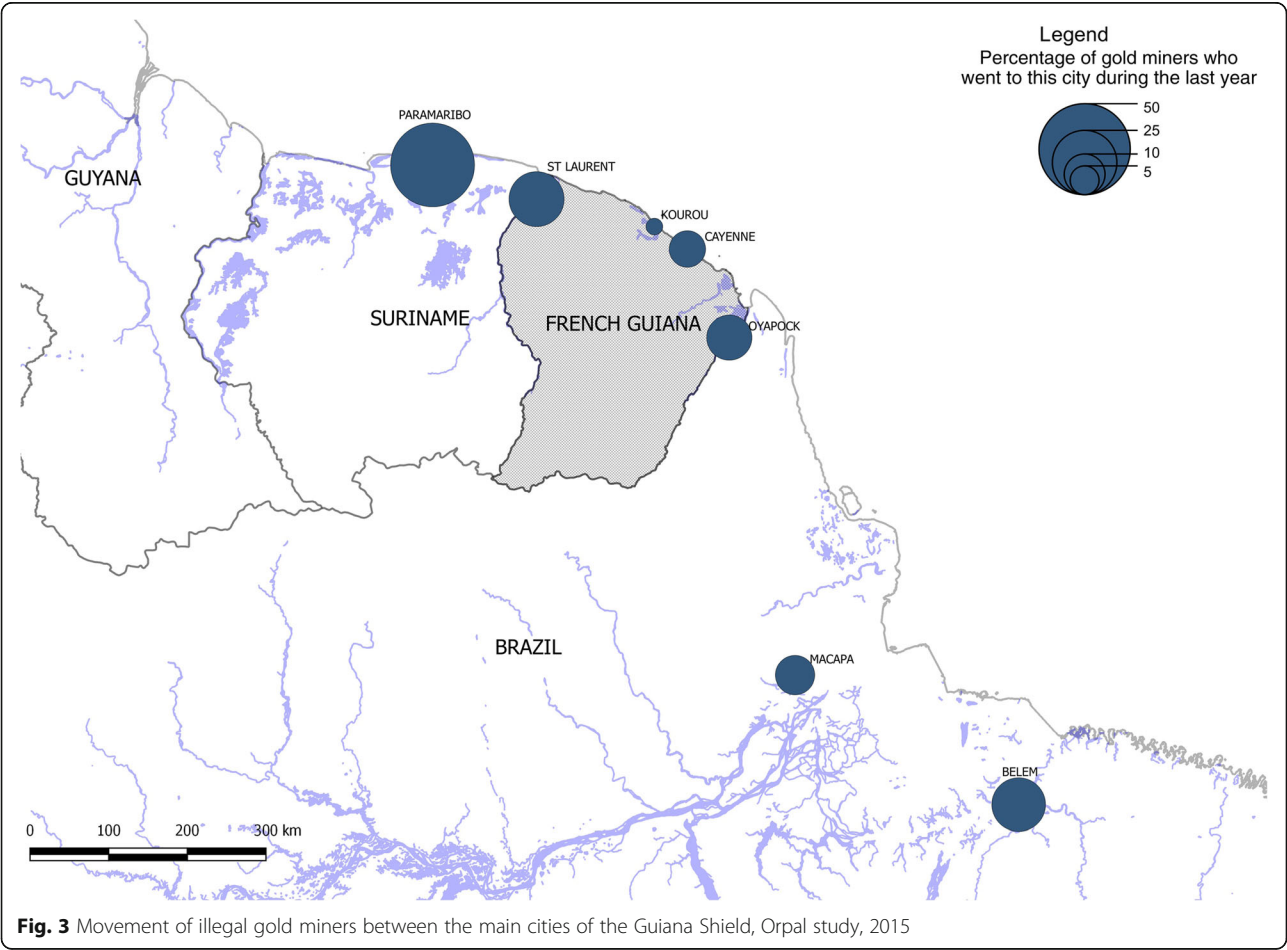 Legend
Percentage of gold miners who
went to this city during the last year
50
25
10
5
PARAMARIBO
ST LAURENT
GUYANA
KOUROU
CAYENNE
SURINAME
FRENCH GUIANA
OYAPOCK
BRAZIL
MACAPA
BELEM
0 100 200 300 km
Fig. 3 Movement of illegal gold miners between the main cities of the Guiana Shield, Orpal study, 2015